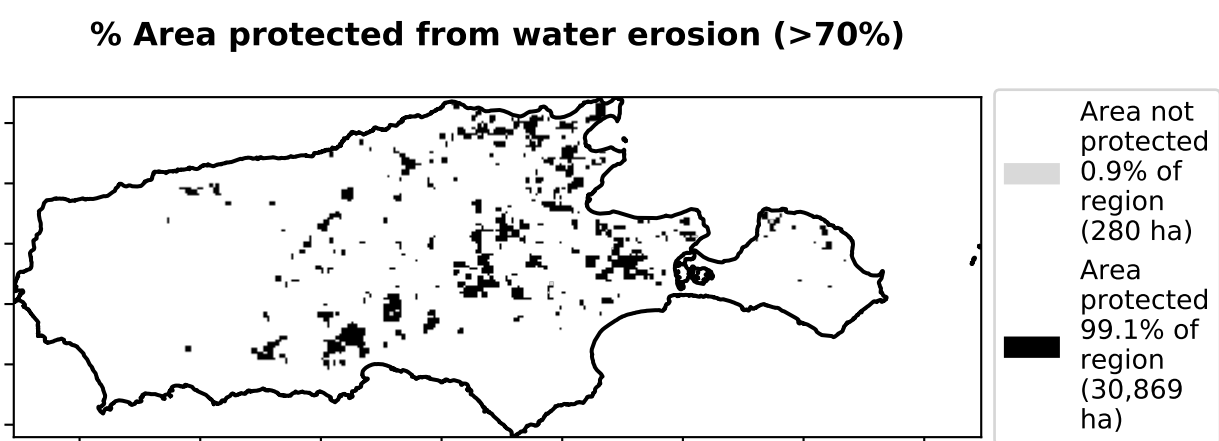 % Area protected from water erosion (>70%)
Area not
protected
0.9% of
region
(280 ha)
Area
protected
99.1% of
region
(30,869
ha)